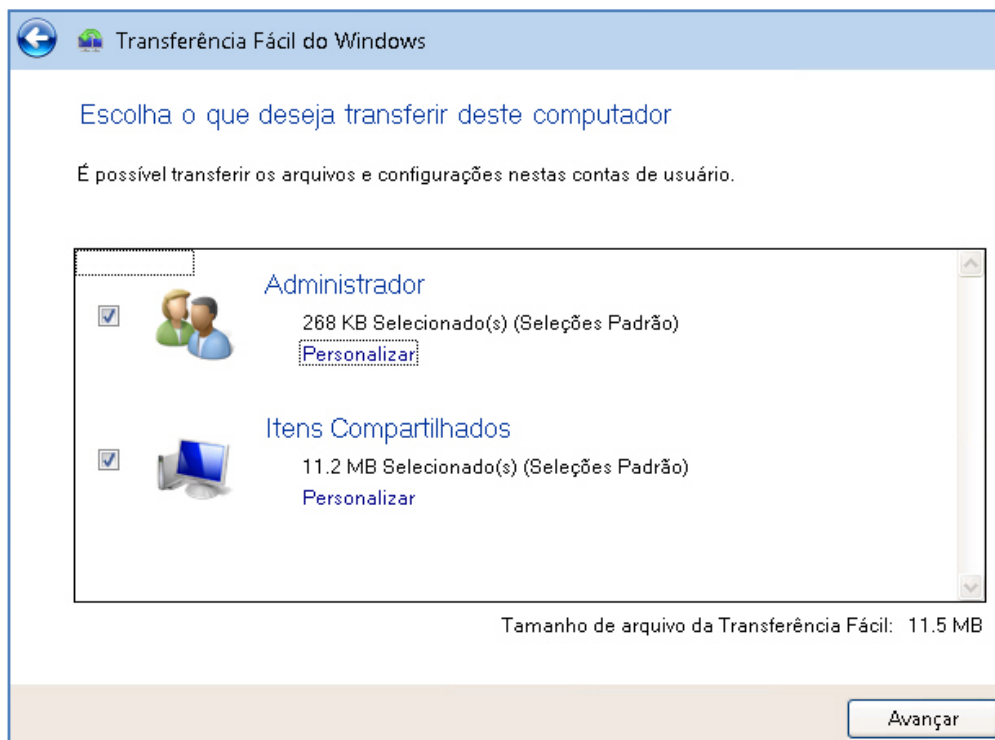 Transferência Fácil do Windows
Escolha o que deseja transferir deste computador
É possível transferir os arquivos e configurações nestas contas de usuário.
Administrador
268 KB Selecionado(s) (Seleções Padrão)
Personalizar
Itens Compartilhados
11.2 MB Selecionado(s) (Seleções Padrão)
Personalizar
Tamanho de arquivo da Transferência Fácil: 11.5 MB
Avançar